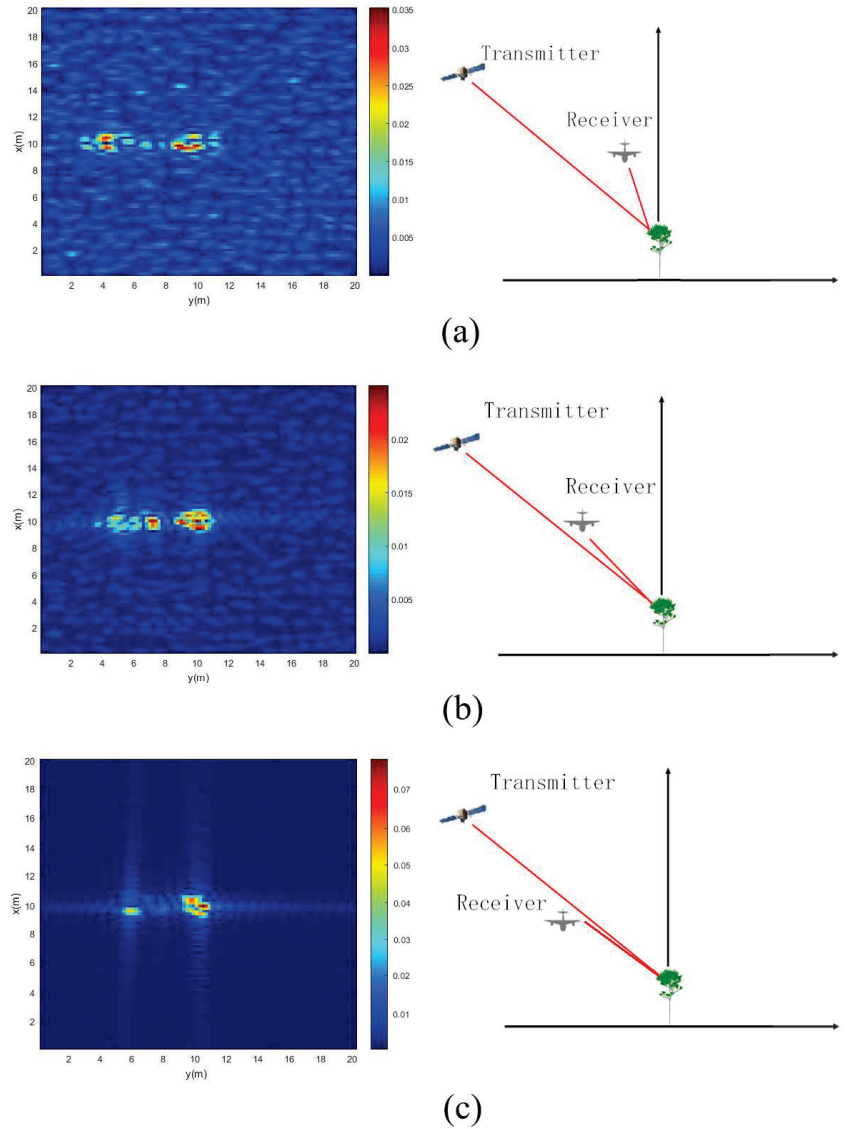 0.035
20
18
0.03
16
0.025
14
12
0.02
x(m)
10
0.015
8
6
0.01
4
0.005
2
2 4 6 8 10 12 14 16 18 20
y(m)
Transmitter
Receiver
(a)
20
18
0.02
16
14
0.015
12
x(m)
10
8
0.01
6
4
0.005
2
2 4 6 8 10 12 14 16 18 20
y(m)
Transmitter
Receiver
(b)
20
18
0.07
16
0.06
14
0.05
12
x(m)
10
0.04
8
0.03
6
0.02
4
2
0.01
2 4 6 8 10 12 14 16 18 20
y(m)
Transmitter
Receiver
(c)